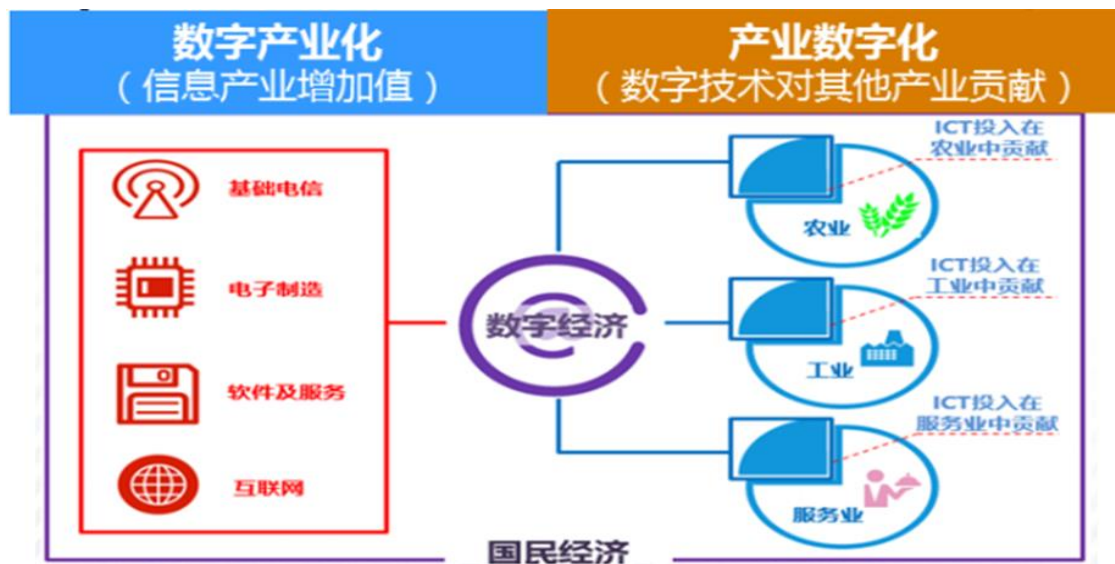 数字产业化
（信息产业增加值）
产业数字化
（数字技术对其他产业贡献）
基础电信
电子制造
软件及服务
互联网
数字经济
ICT投入在
农业中贡献
农业
ICT投入在
工业中贡献
工业
ICT投入在
服务业中贡献
服务业
国民经济